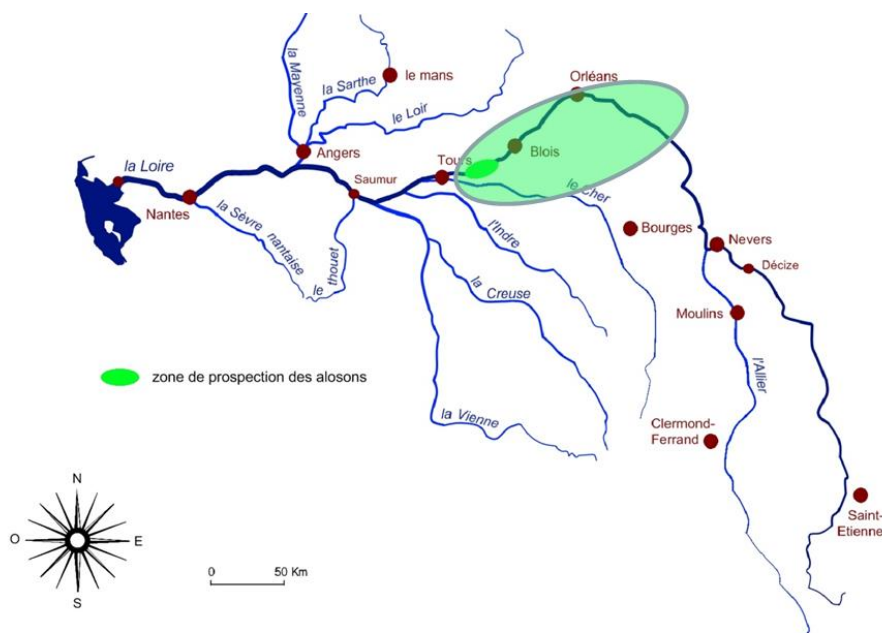 la Mayenne
la Sarthe
le mans
le Loir
Orléans
Angers
Blois
Tours
la Loire
Saumur
le Cher
Nantes
la Sèvre nantaise
le thouet
l'Indre
Bourges
Nevers
Décize
la Creuse
Moulins
zone de prospection des alosons
l'Allier
la Vienne
Clermond-
Ferrand
Saint-
Etienne
N
O
E
S
0
50 Km